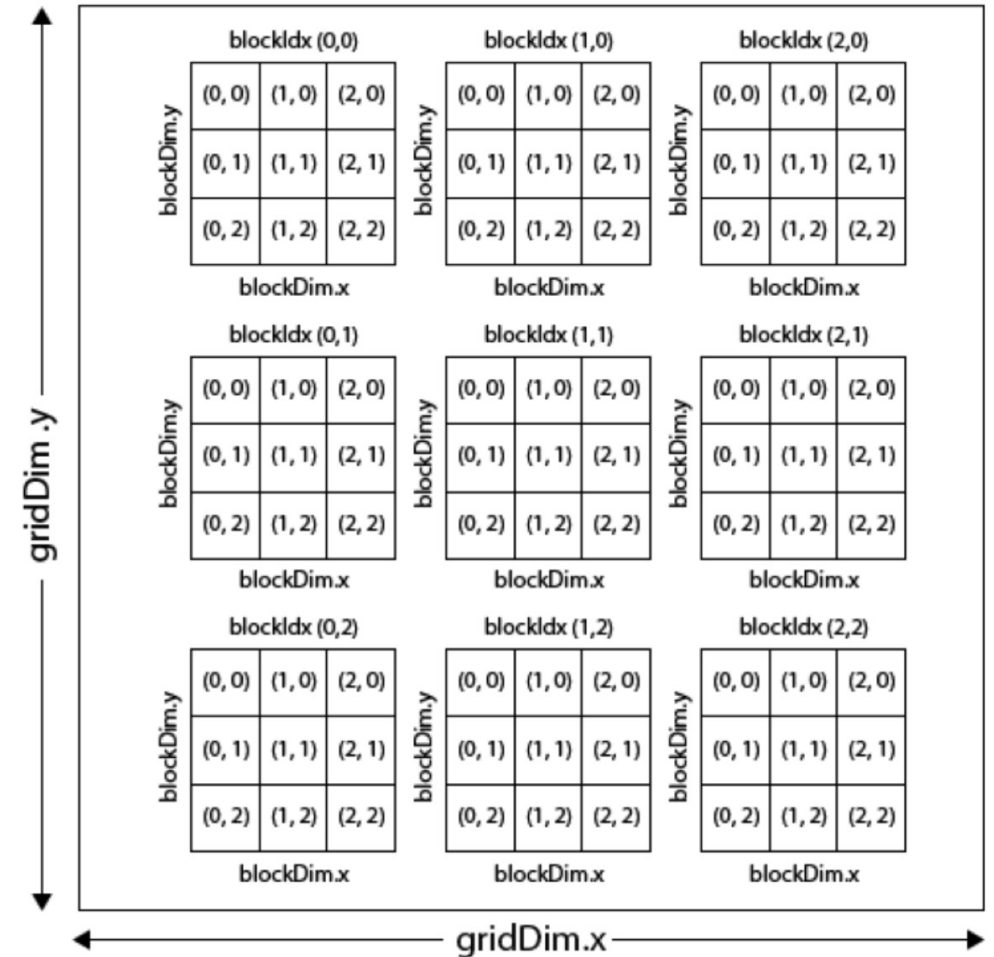 blockIdx (0,0) blockIdx (1,0) blockIdx (2,0)
(0, 0) (1, 0) (2, 0) (0, 0) (1, 0) (2, 0) (0, 0) (1, 0) (2, 0)
blockDim.y blockDim.y blockDim.y
(0, 1) (1, 1) (2, 1) (0, 1) (1, 1) (2, 1) (0, 1) (1, 1) (2, 1)
(0, 2) (1, 2) (2, 2) (0, 2) (1, 2) (2, 2) (0, 2) (1, 2) (2, 2)
blockDim.x blockDim.x blockDim.x
blockIdx (0,1) blockIdx (1,1) blockIdx (2,1)
(0, 0) (1, 0) (2, 0) (0, 0) (1, 0) (2, 0) (0, 0) (1, 0) (2, 0)
gridDim.y
blockDim.y blockDim.y blockDim.y
(0, 1) (1, 1) (2, 1) (0, 1) (1, 1) (2, 1) (0, 1) (1, 1) (2, 1)
(0, 2) (1, 2) (2, 2) (0, 2) (1, 2) (2, 2) (0, 2) (1, 2) (2, 2)
blockDim.x blockDim.x blockDim.x
blockIdx (0,2) blockIdx (1,2) blockIdx (2,2)
(0, 0) (1, 0) (2, 0) (0, 0) (1, 0) (2, 0) (0, 0) (1, 0) (2, 0)
blockDim.y blockDim.y blockDim.y
(0, 1) (1, 1) (2, 1) (0, 1) (1, 1) (2, 1) (0, 1) (1, 1) (2, 1)
(0, 2) (1, 2) (2, 2) (0, 2) (1, 2) (2, 2) (0, 2) (1, 2) (2, 2)
blockDim.x blockDim.x blockDim.x
gridDim.x